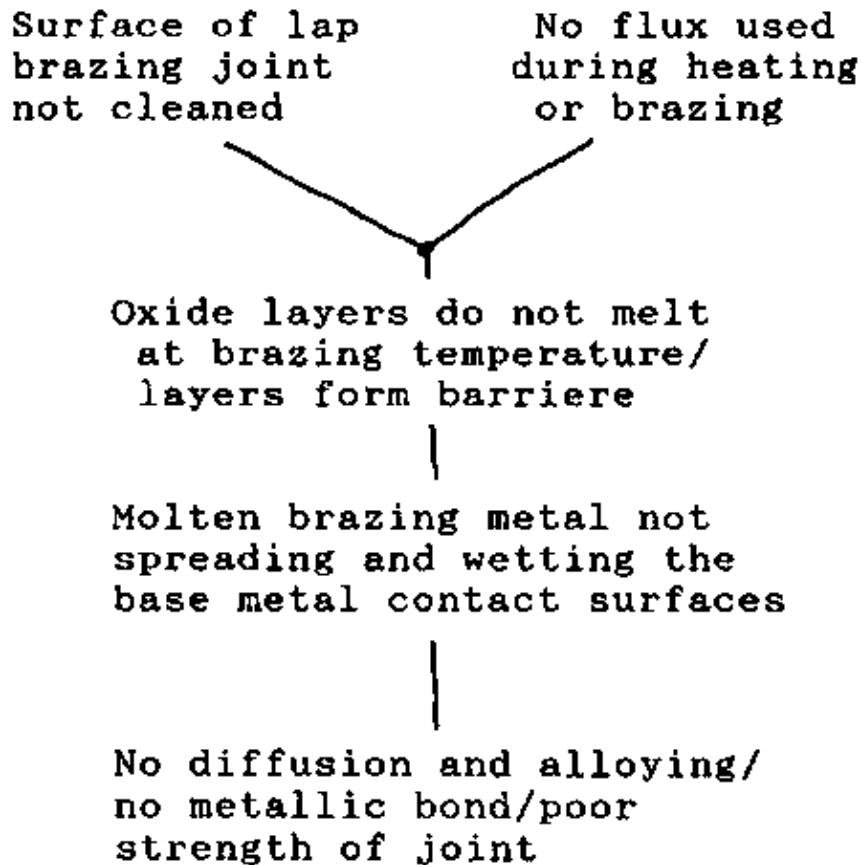 Surface of lap
brazing joint
not cleaned
No flux used
during heating
or brazing
Oxide layers do not melt
at brazing temperature/
layers form barriere
Molten brazing metal not
spreading and wetting the
base metal contact surfaces
No diffusion and alloying/
no metallic bond/poor
strength of joint